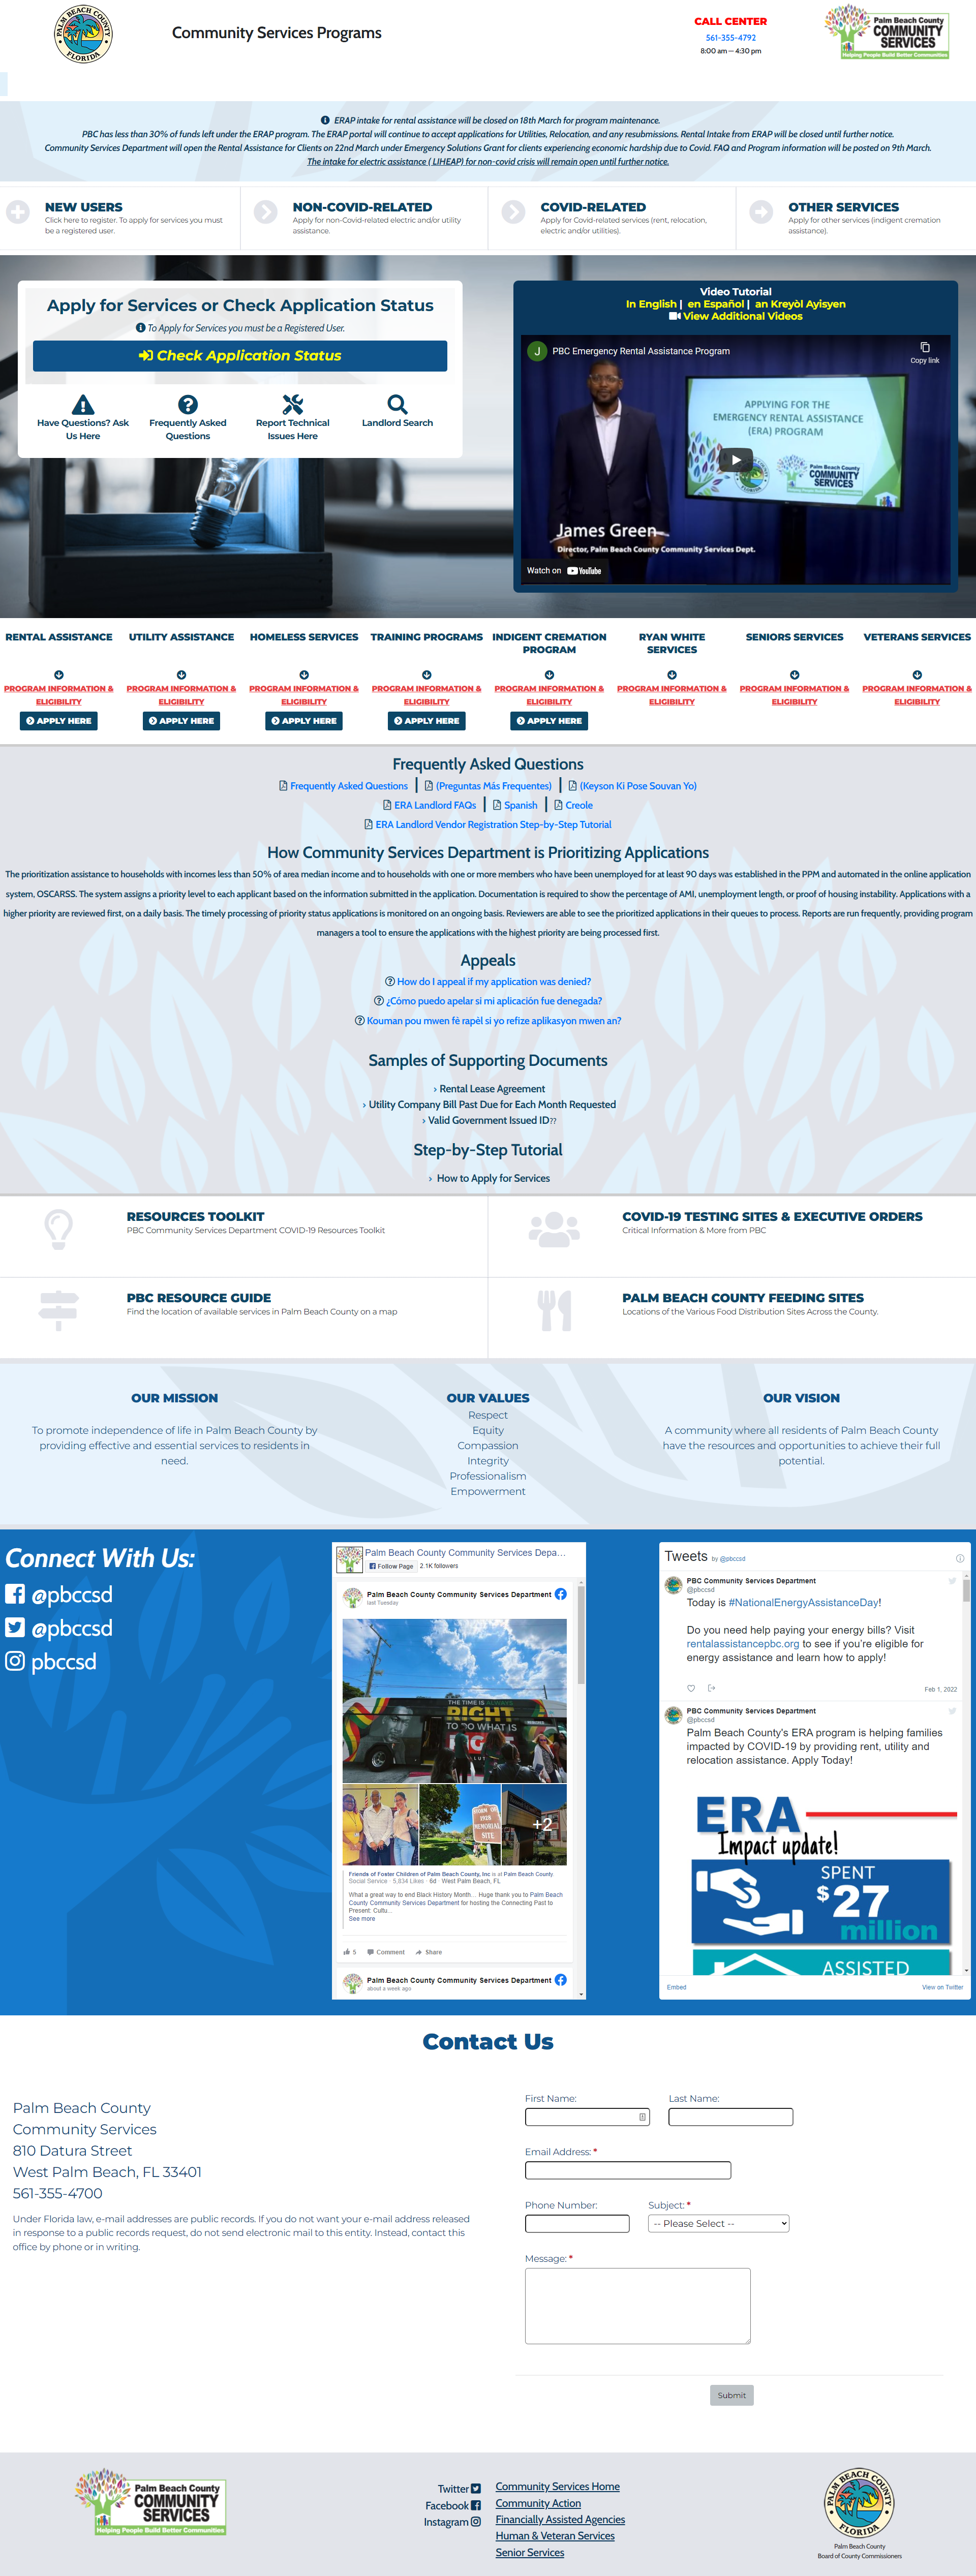 PALM BEACH COUNTY
FLORIDA
Community Services Programs
CALL CENTER
561-355-4792
8:00 am – 4:30 pm
Palm Beach County
COMMUNITY
SERVICES
Helping People Build Better Communities
ERAP intake for rental assistance will be closed on 18th March for program maintenance.
PBC has less than 30% of funds left under the ERAP program. The ERAP portal will continue to accept applications for Utilities, Relocation, and any resubmissions. Rental Intake from ERAP will be closed until further notice.
Community Services Department will open the Rental Assistance for Clients on 22nd March under Emergency Solutions Grant for clients experiencing economic hardship due to Covid. FAQ and Program information will be posted on 9th March.
The intake for electric assistance ( LIHEAP) for non-covid crisis will remain open until further notice.
NEW USERS
Click here to register. To apply for services you must
be a registered user.
NON-COVID-RELATED
Apply for non-Covid-related electric and/or utility
assistance.
COVID-RELATED
Apply for Covid-related services (rent, relocation,
electric and/or utilities).
OTHER SERVICES
Apply for other services (indigent cremation
assistance).
Apply for Services or Check Application Status
To Apply for Services you must be a Registered User.
Check Application Status
Have Questions? Ask
Us Here
Frequently Asked
Questions
Report Technical
Issues Here
Landlord Search
Video Tutorial
In English | en Español | an Kreyòl Ayisyen
View Additional Videos
J
PBC Emergency Rental Assistance Program
Copy link
APPLYING FOR THE
EMERGENCY RENTAL ASSISTANCE
(ERA) PROGRAM
Palm Beach County
COMMUNITY
SERVICES
James Green
Director, Palm Beach County Community Services Dept.
Watch on YouTube
RENTAL ASSISTANCE
PROGRAM INFORMATION &
ELIGIBILITY
APPLY HERE
UTILITY ASSISTANCE
PROGRAM INFORMATION &
ELIGIBILITY
APPLY HERE
HOMELESS SERVICES
PROGRAM INFORMATION &
ELIGIBILITY
APPLY HERE
TRAINING PROGRAMS
PROGRAM INFORMATION &
ELIGIBILITY
APPLY HERE
INDIGENT CREMATION
PROGRAM
PROGRAM INFORMATION &
ELIGIBILITY
APPLY HERE
RYAN WHITE
SERVICES
PROGRAM INFORMATION &
ELIGIBILITY
SENIORS SERVICES
PROGRAM INFORMATION &
ELIGIBILITY
VETERANS SERVICES
PROGRAM INFORMATION &
ELIGIBILITY
Frequently Asked Questions
Frequently Asked Questions | (Preguntas Más Frequentes) | (Keyson Ki Pose Souvan Yo)
ERA Landlord FAQs | Spanish | Creole
ERA Landlord Vendor Registration Step-by-Step Tutorial
How Community Services Department is Prioritizing Applications
The prioritization assistance to households with incomes less than 50% of area median income and to households with one or more members who have been unemployed for at least 90 days was established in the PPM and automated in the online application
system, OSCARSS. The system assigns a priority level to each applicant based on the information submitted in the application. Documentation is required to show the percentage of AMI, unemployment length, or proof of housing instability. Applications with a
higher priority are reviewed first, on a daily basis. The timely processing of priority status applications is monitored on an ongoing basis. Reviewers are able to see the prioritized applications in their queues to process. Reports are run frequently, providing program
managers a tool to ensure the applications with the highest priority are being processed first.
Appeals
How do I appeal if my application was denied?
¿Cómo puedo apelar si mi aplicación fue denegada?
Kouman pou mwen fè rapèl si yo refize aplikasyon mwen an?
Samples of Supporting Documents
› Rental Lease Agreement
› Utility Company Bill Past Due for Each Month Requested
› Valid Government Issued ID??
Step-by-Step Tutorial
› How to Apply for Services
RESOURCES TOOLKIT
PBC Community Services Department COVID-19 Resources Toolkit
COVID-19 TESTING SITES & EXECUTIVE ORDERS
Critical Information & More from PBC
PBC RESOURCE GUIDE
Find the location of available services in Palm Beach County on a map
PALM BEACH COUNTY FEEDING SITES
Locations of the Various Food Distribution Sites Across the County.
OUR MISSION
To promote independence of life in Palm Beach County by
providing effective and essential services to residents in
need.
OUR VALUES
Respect
Equity
Compassion
Integrity
Professionalism
Empowerment
OUR VISION
A community where all residents of Palm Beach County
have the resources and opportunities to achieve their full
potential.
Connect With Us:
@pbccsd
@pbccsd
pbccsd
Palm Beach County Community Services Depa...
Follow Page 2.1K followers
Palm Beach County Community Services Department
last Tuesday
THE TIME IS ALWAYS
RIGHT
TO DO WHAT IS
+2
Friends of Foster Children of Palm Beach County, Inc is at Palm Beach County
Social Service · 5,834 Likes · 6d · West Palm Beach, FL
What a great way to end Black History Month... Huge thank you to Palm Beach
County Community Services Department for hosting the Connecting Past to
Present: Cultu...
See more
5 Comment Share
Palm Beach County Community Services Department
about a week ago
Tweets by @pbccsd
PBC Community Services Department
@pbccsd
Today is #NationalEnergyAssistanceDay!
Do you need help paying your energy bills? Visit
rentalassistancepbc.org to see if you're eligible for
energy assistance and learn how to apply!
Feb 1, 2022
PBC Community Services Department
@pbccsd
Palm Beach County's ERA program is helping families
impacted by COVID-19 by providing rent, utility and
relocation assistance. Apply Today!
ERA
Impact update!
SPENT
$27
million
ASSISTED
Embed
View on Twitter
Contact Us
Palm Beach County
Community Services
810 Datura Street
West Palm Beach, FL 33401
561-355-4700
Under Florida law, e-mail addresses are public records. If you do not want your e-mail address released
in response to a public records request, do not send electronic mail to this entity. Instead, contact this
office by phone or in writing.
First Name:
Last Name:
Email Address: *
Phone Number:
Subject: *
-- Please Select --
Message: *
Submit
Palm Beach County
COMMUNITY
SERVICES
Helping People Build Better Communities
Twitter
Facebook
Instagram
Community Services Home
Community Action
Financially Assisted Agencies
Human & Veteran Services
Senior Services
PALM BEACH COUNTY
FLORIDA
Palm Beach County
Board of County Commissioners